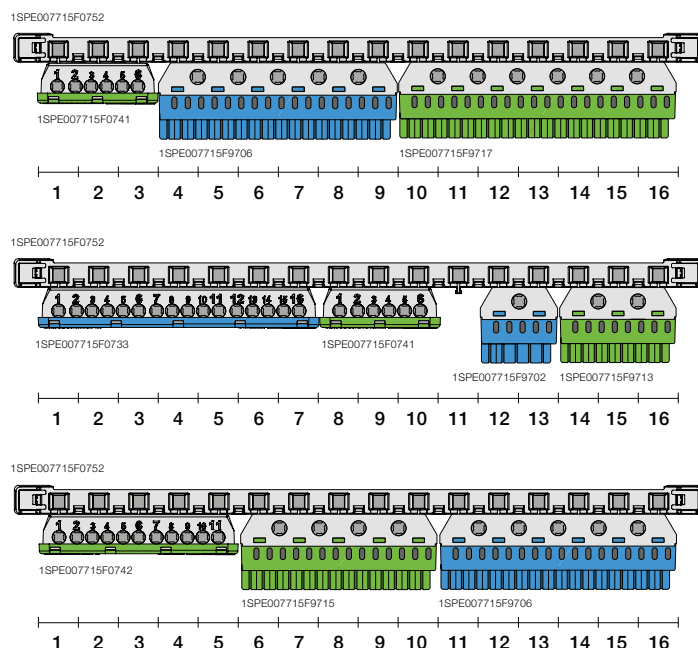 1SPE007715F0752
1 2 3 4 5 6
1SPE007715F0741 1SPE007715F9706 1SPE007715F9717
1 2 3 4 5 6 7 8 9 10 11 12 13 14 15 16
1SPE007715F0752
1 2 3 4 5 6 7 8 9 10 11 12 13 14 15 16 1 2 3 4 5 6
1SPE007715F0733 1SPE007715F0741
1SPE007715F9702 1SPE007715F9713
1 2 3 4 5 6 7 8 9 10 11 12 13 14 15 16
1SPE007715F0752
1 2 3 4 5 6 7 8 9 10 11
1SPE007715F0742
1SPE007715F9715 1SPE007715F9706
1 2 3 4 5 6 7 8 9 10 11 12 13 14 15 16